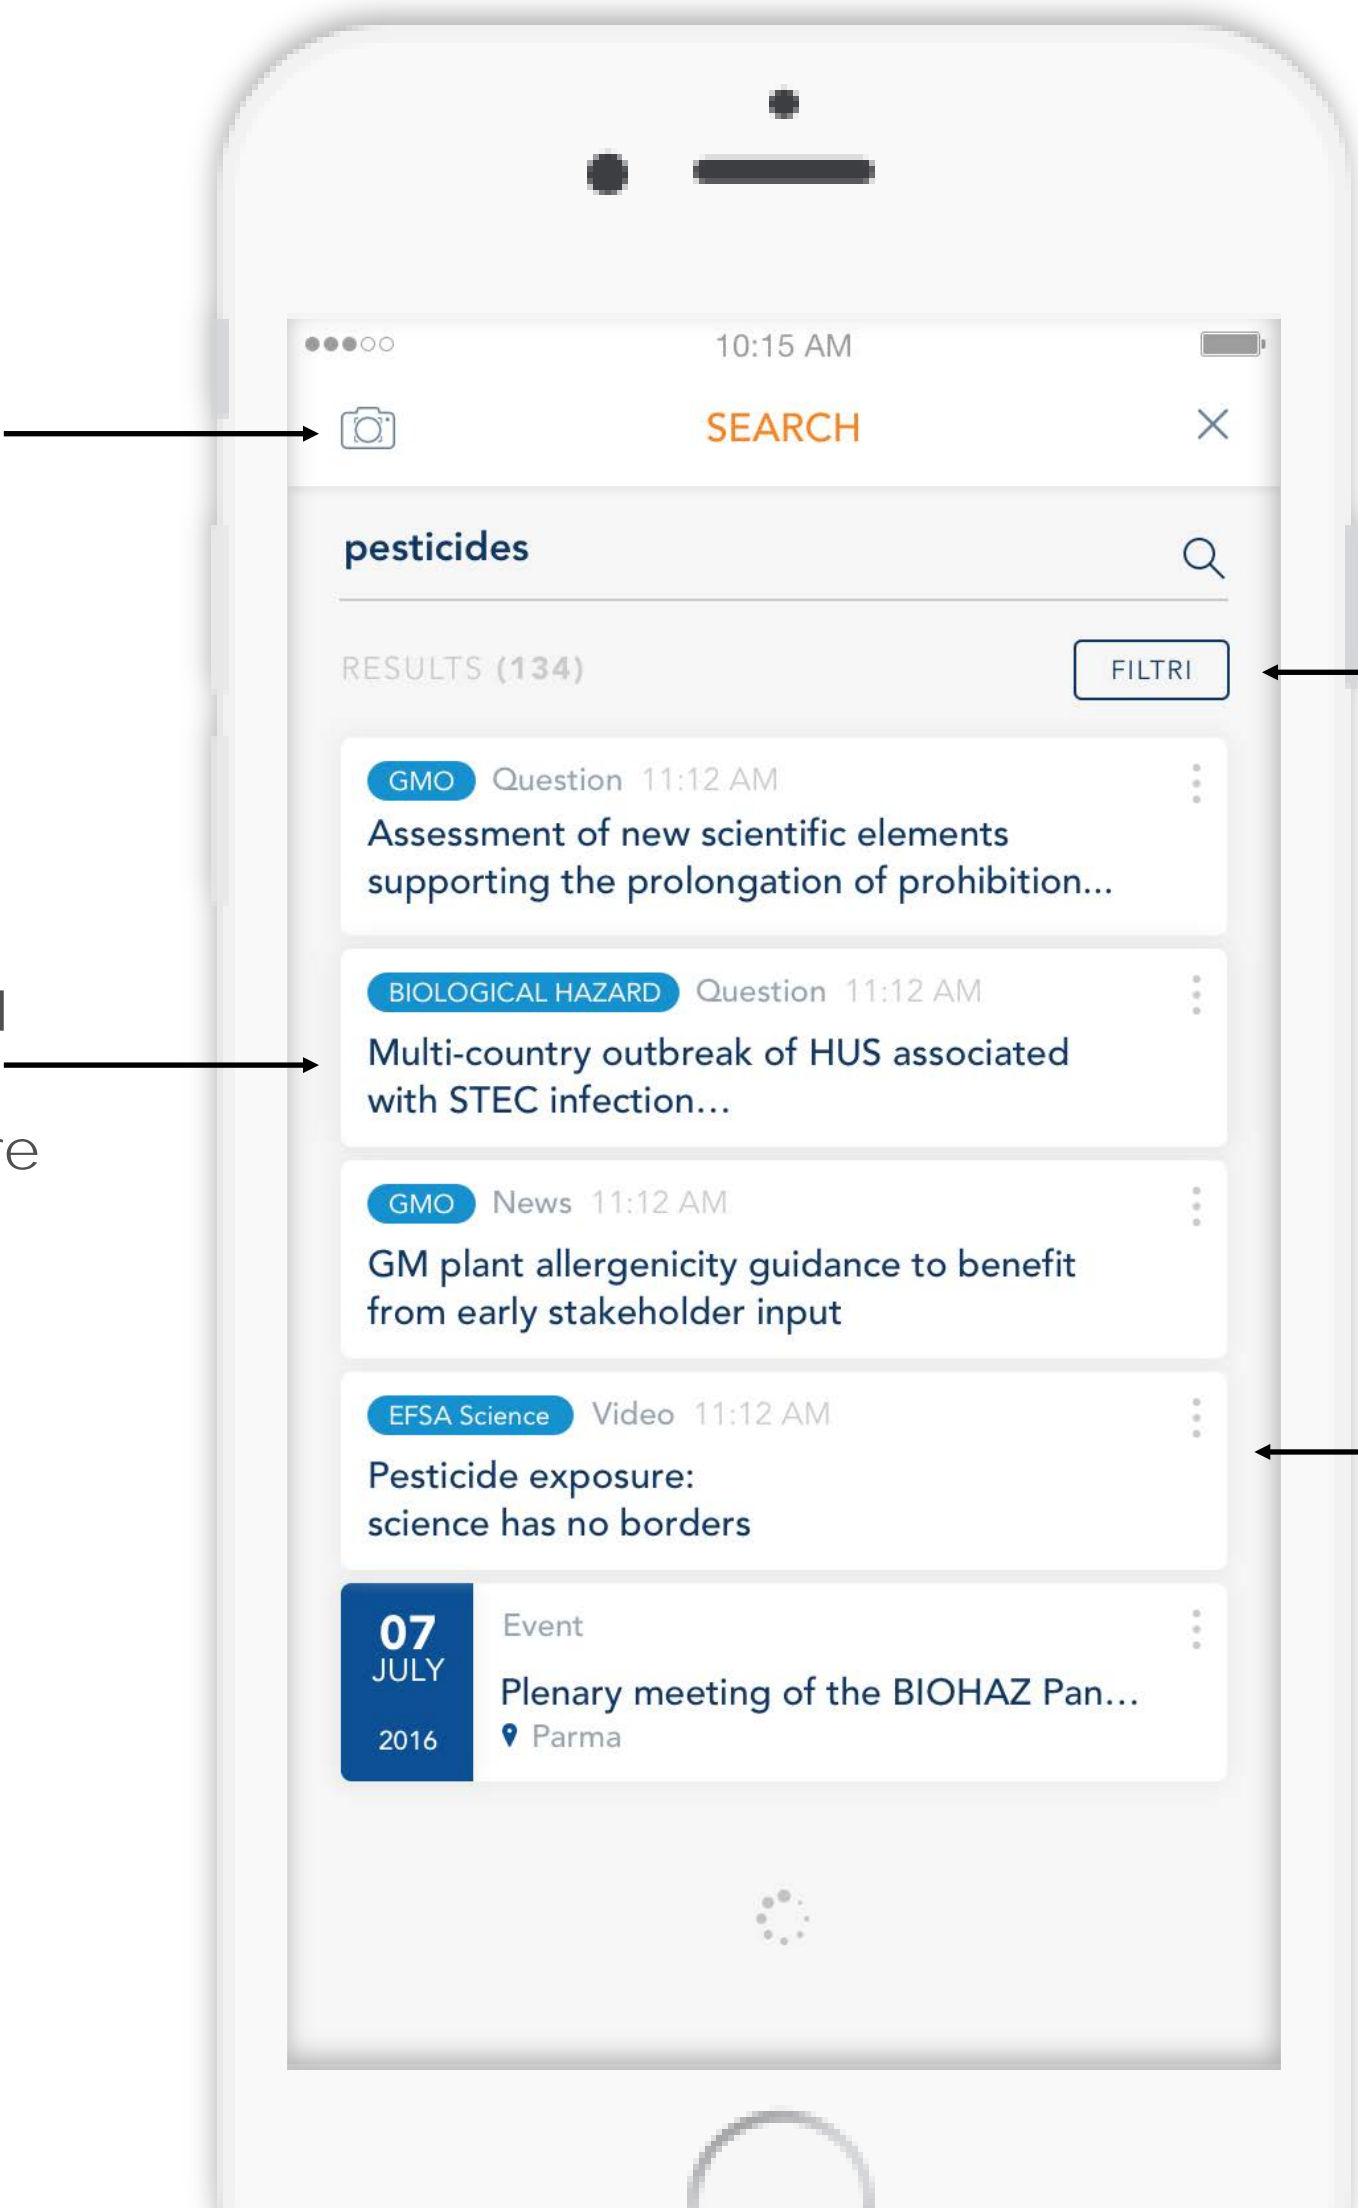 10:15 AM
SEARCH
pesticides
RESULTS (134)
FILTRI
GMO Question 11:12 AM
Assessment of new scientific elements
supporting the prolongation of prohibition...
BIOLOGICAL HAZARD Question 11:12 AM
Multi-country outbreak of HUS associated
with STEC infection...
GMO News 11:12 AM
GM plant allergenicity guidance to benefit
from early stakeholder input
EFSA Science Video 11:12 AM
Pesticide exposure:
science has no borders
07
JULY
2016
Event
Plenary meeting of the BIOHAZ Pan...
Parma